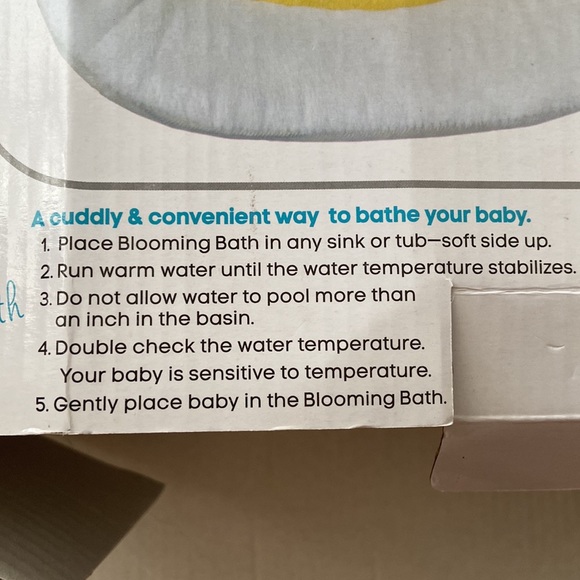 A cuddly & convenient way to bathe your baby.
1. Place Blooming Bath in any sink or tub—soft side up.
2. Run warm water until the water temperature stabilizes.
3. Do not allow water to pool more than
an inch in the basin.
4. Double check the water temperature.
Your baby is sensitive to temperature.
5. Gently place baby in the Blooming Bath.